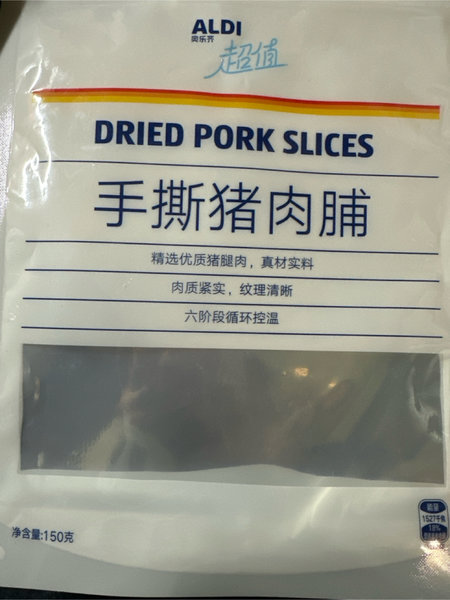 ALDI
奥乐齐
超值
DRIED PORK SLICES
手撕猪肉脯
精选优质猪腿肉，真材实料
肉质紧实，纹理清晰
六阶段循环控温
净含量:150克
能量
1527千焦
18%